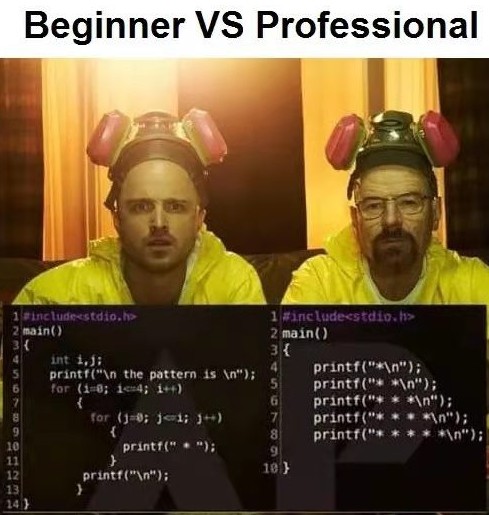 Beginner VS Professional
1 #include<stdio.h>
2 main()
3 {
4 int i,j;
5 printf("\n the pattern is \n");
6 for (i=0; i<=4; i++)
7 {
8 for (j=0; j<=i; j++)
9 {
10 printf(" * ");
11 }
12 printf("\n");
13 }
14 }
1 #include<stdio.h>
2 main()
3 {
4 printf("*\n");
5 printf("* *\n");
6 printf("* * *\n");
7 printf("* * * *\n");
8 printf("* * * * *\n");
9
10 }